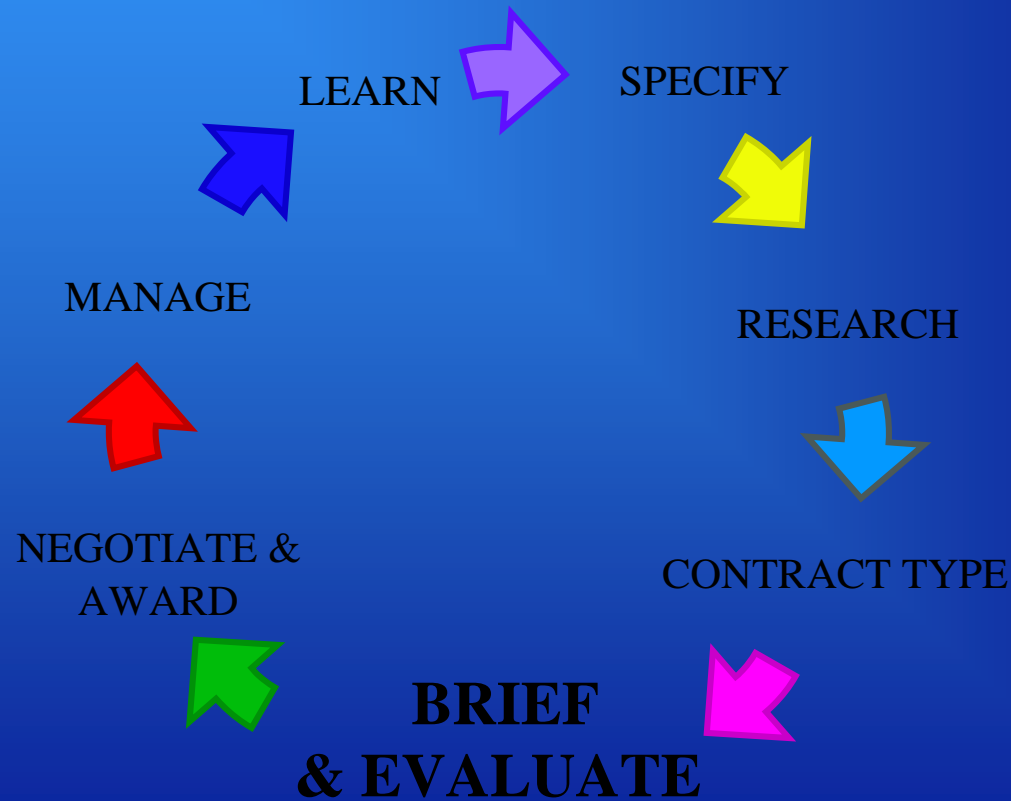 LEARN
SPECIFY
MANAGE
RESEARCH
NEGOTIATE &
AWARD
CONTRACT TYPE
BRIEF
& EVALUATE